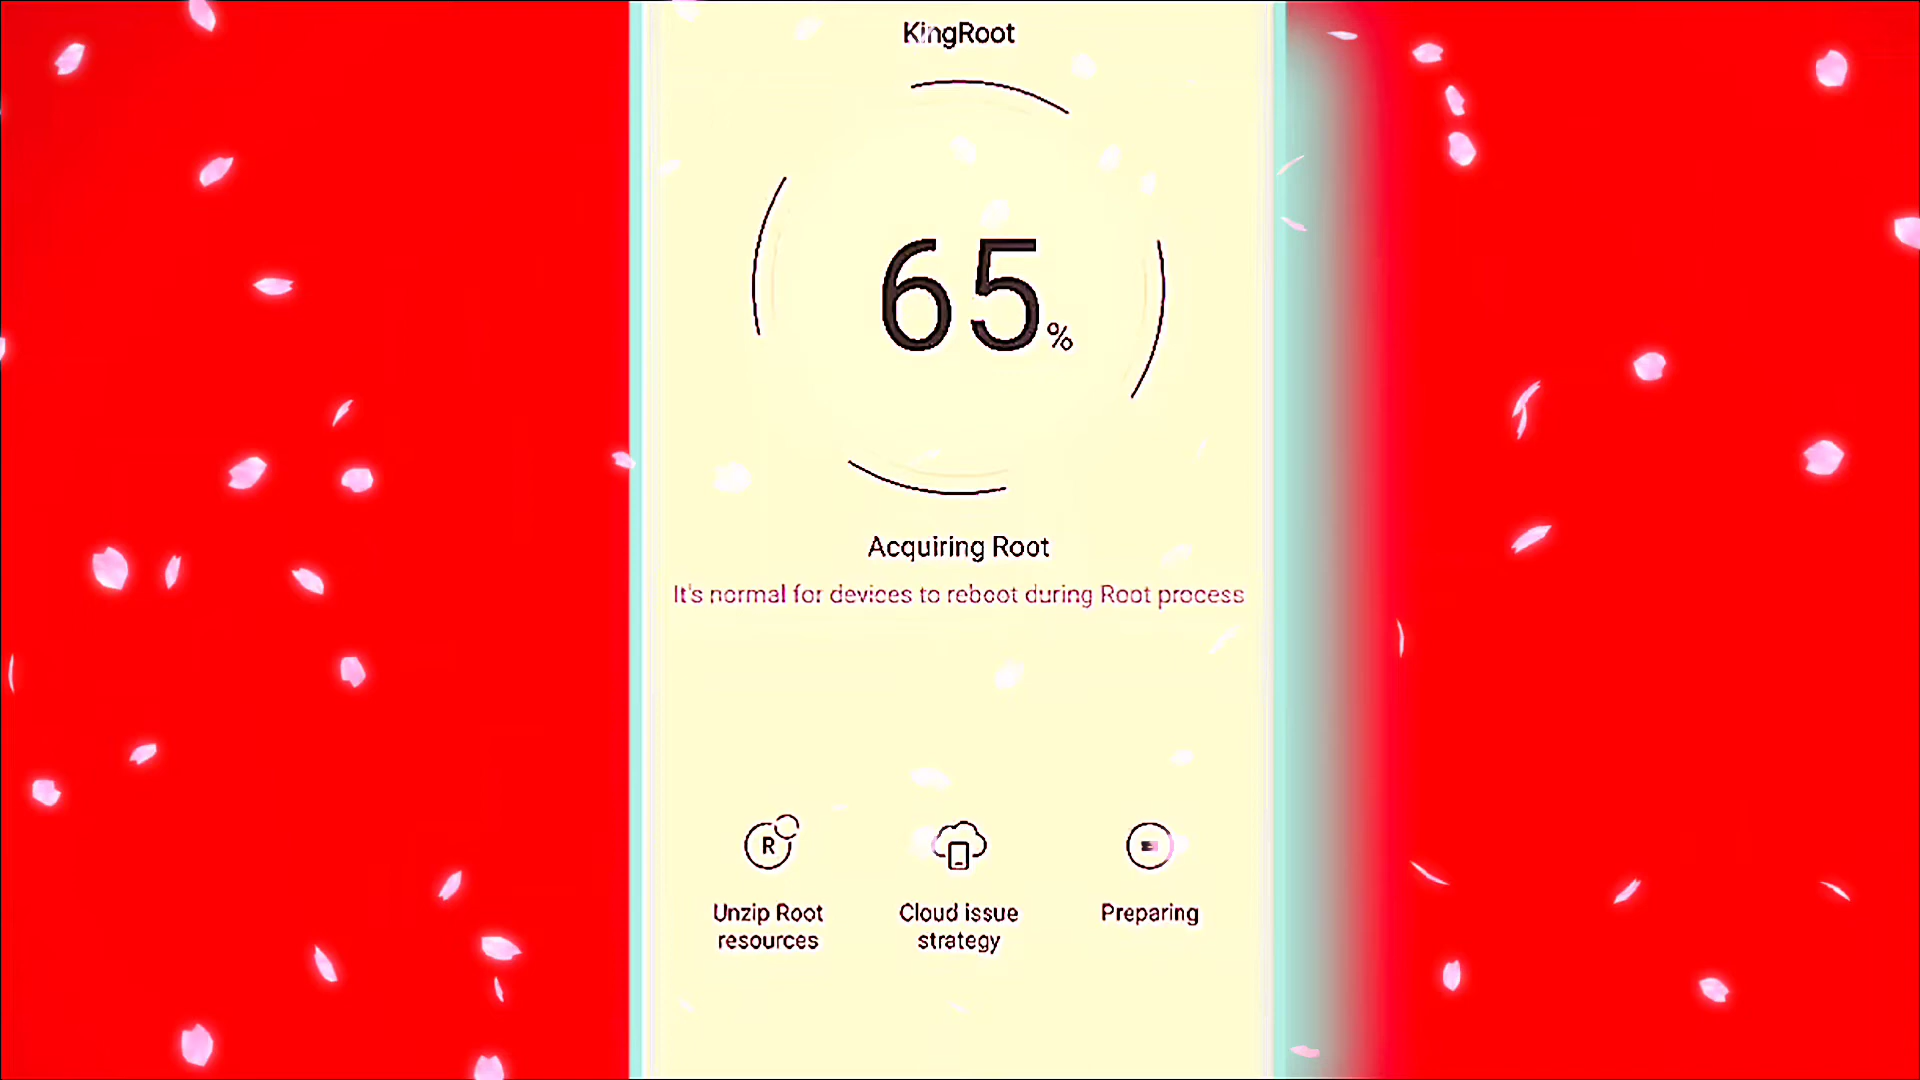 KingRoot
65%
Acquiring Root
It's normal for devices to reboot during Root process
R
Unzip Root
resources
Cloud issue
strategy
Preparing